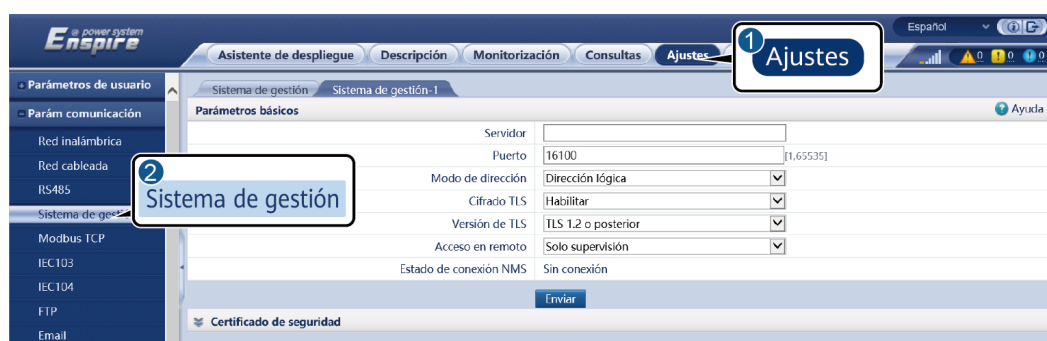 e power system
Enspire
Español
Asistente de despliegue
Descripción
Monitorización
Consultas
Ajustes
1
Ajustes
0
0
0
Parámetros de usuario
Parám comunicación
Red inalámbrica
Red cableada
RS485
Sistema de
Modbus TCP
IEC103
IEC104
FTP
Email
2
Sistema de gestión
Sistema de gestión
Sistema de gestión-1
Parámetros básicos
Ayuda
Servidor
Puerto 16100 [1,65535]
Modo de dirección Dirección lógica
Cifrado TLS Habilitar
Versión de TLS TLS 1.2 o posterior
Acceso en remoto Solo supervisión
Estado de conexión NMS Sin conexión
Enviar
Certificado de seguridad